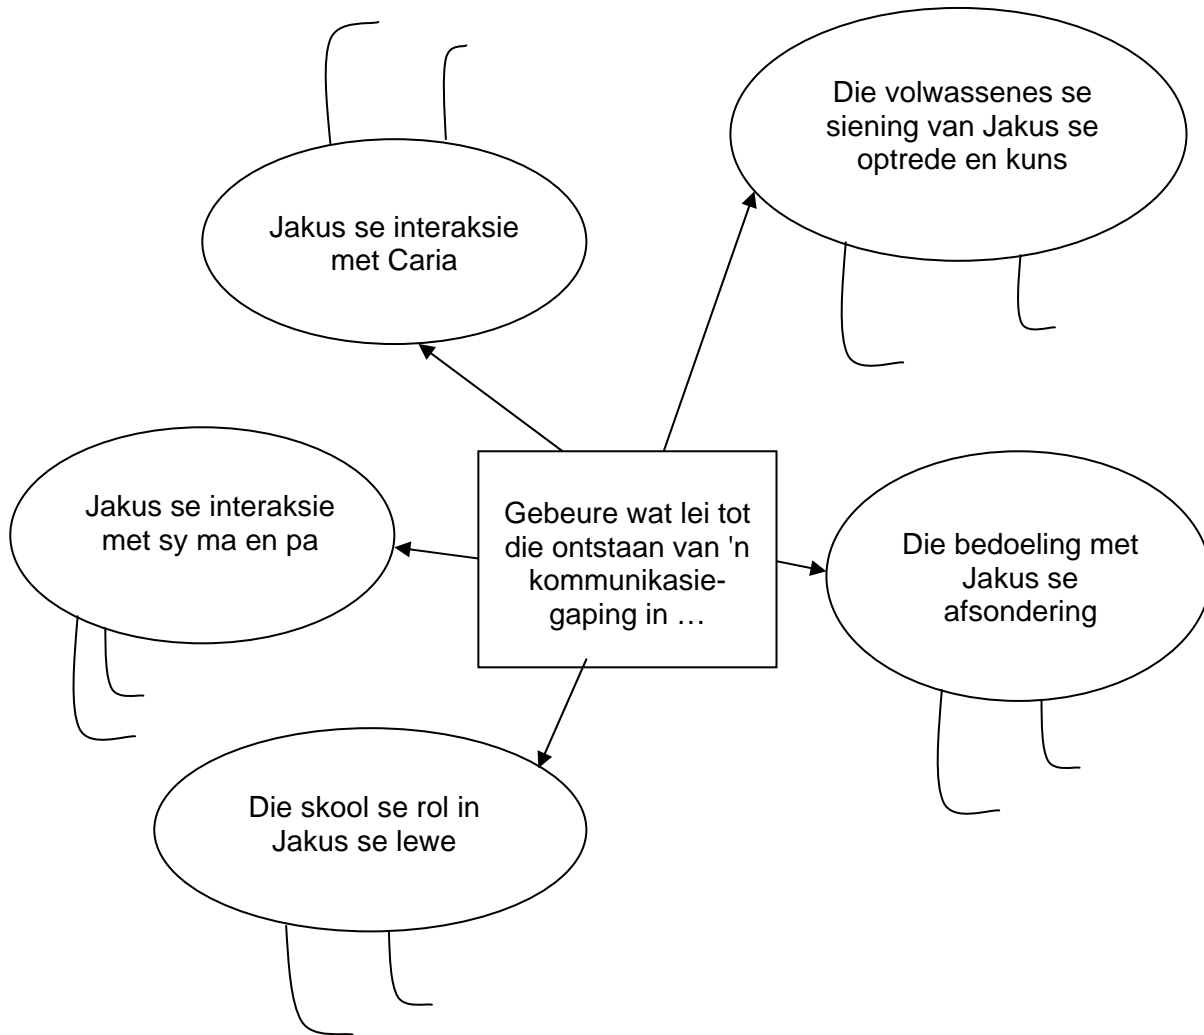 Die volwassenes se
siening van Jakus se
optrede en kuns
Jakus se interaksie
met Caria
Jakus se interaksie
met sy ma en pa
Gebeure wat lei tot
die ontstaan van 'n
kommunikasie-
gaping in …
Die bedoeling met
Jakus se
afsondering
Die skool se rol in
Jakus se lewe